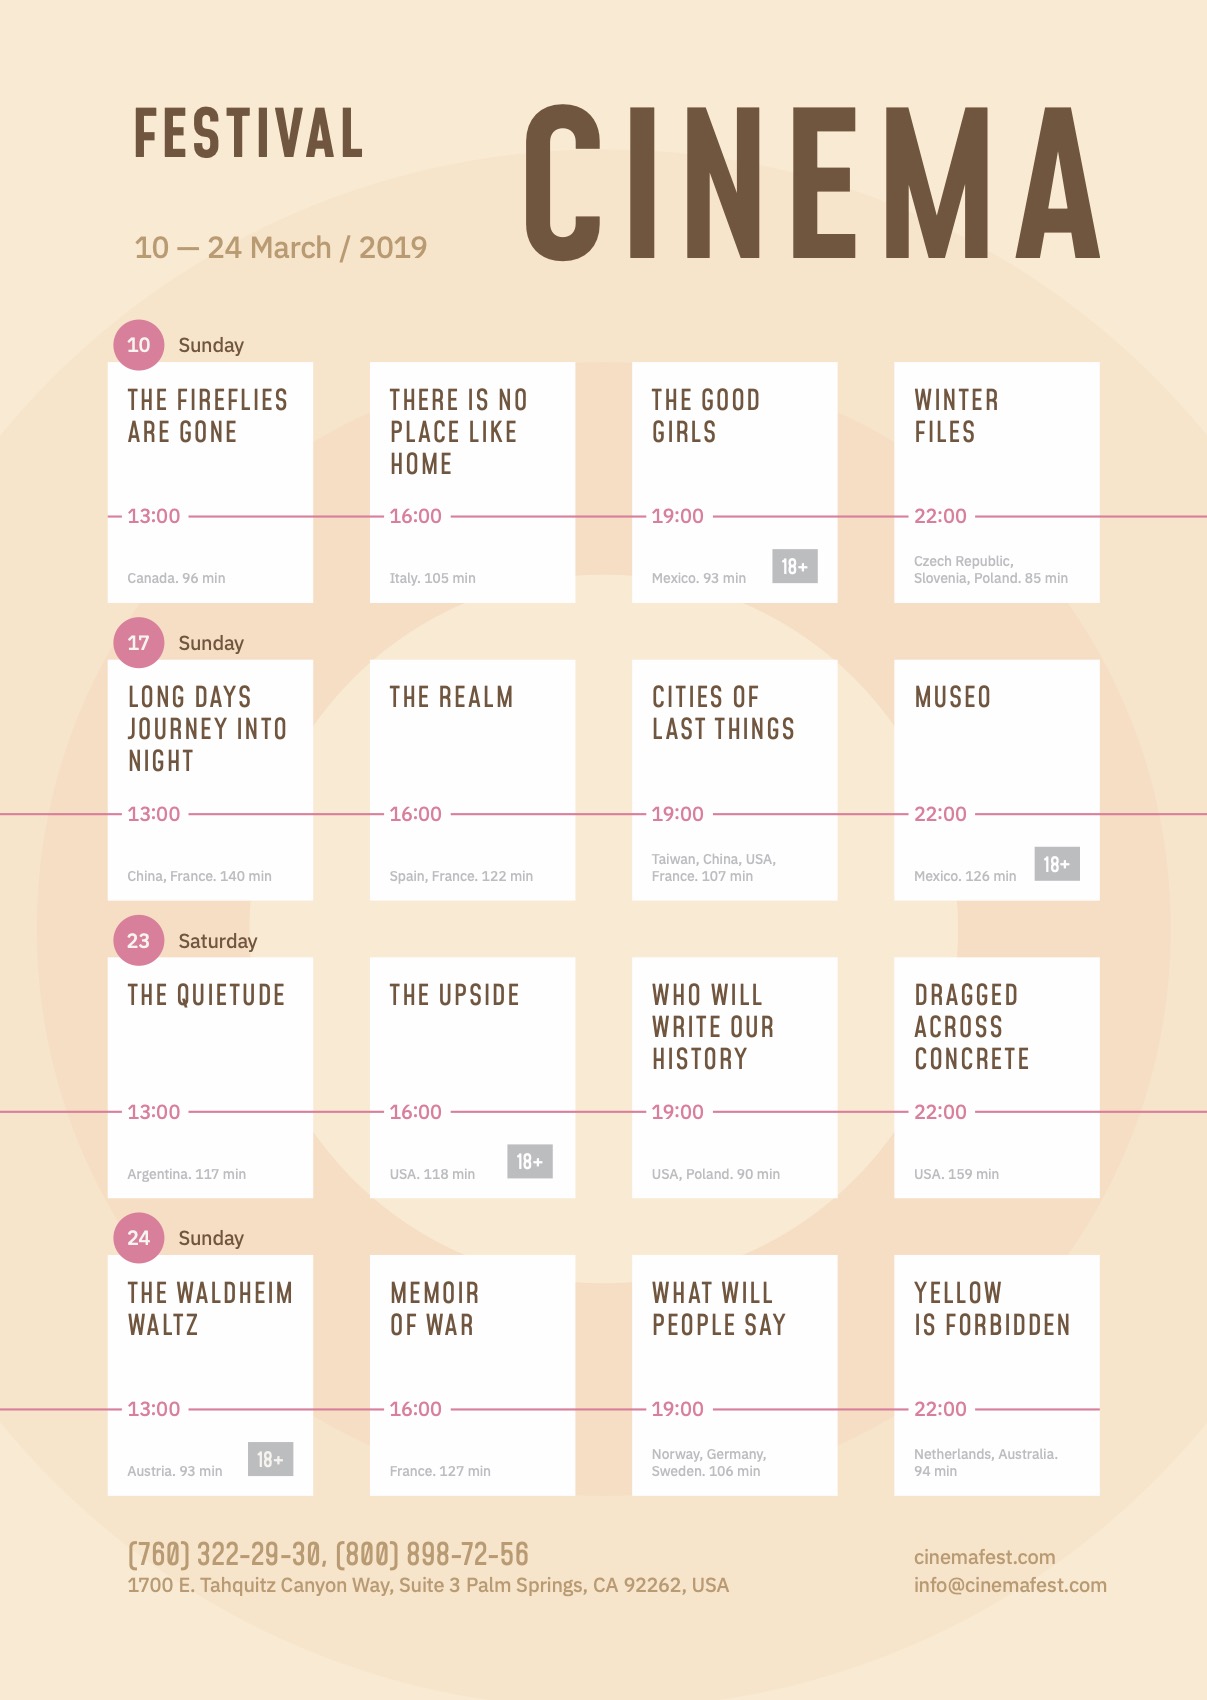 FESTIVAL
CINEMA
10 — 24 March / 2019
10 Sunday
THE FIREFLIES
ARE GONE
13:00
Canada. 96 min
THERE IS NO
PLACE LIKE
HOME
16:00
Italy. 105 min
THE GOOD
GIRLS
19:00
Mexico. 93 min
18+
WINTER
FILES
22:00
Czech Republic,
Slovenia, Poland. 85 min
17 Sunday
LONG DAYS
JOURNEY INTO
NIGHT
13:00
China, France. 140 min
THE REALM
16:00
Spain, France. 122 min
CITIES OF
LAST THINGS
19:00
Taiwan, China, USA,
France. 107 min
MUSEO
22:00
Mexico. 126 min
18+
23 Saturday
THE QUIETUDE
13:00
Argentina. 117 min
THE UPSIDE
16:00
USA. 118 min
18+
WHO WILL
WRITE OUR
HISTORY
19:00
USA, Poland. 90 min
DRAGGED
ACROSS
CONCRETE
22:00
USA. 159 min
24 Sunday
THE WALDHEIM
WALTZ
13:00
Austria. 93 min
18+
MEMOIR
OF WAR
16:00
France. 127 min
WHAT WILL
PEOPLE SAY
19:00
Norway, Germany,
Sweden. 106 min
YELLOW
IS FORBIDDEN
22:00
Netherlands, Australia.
94 min
(760) 322-29-30, (800) 898-72-56
1700 E. Tahquitz Canyon Way, Suite 3 Palm Springs, CA 92262, USA
cinemafest.com
info@cinemafest.com